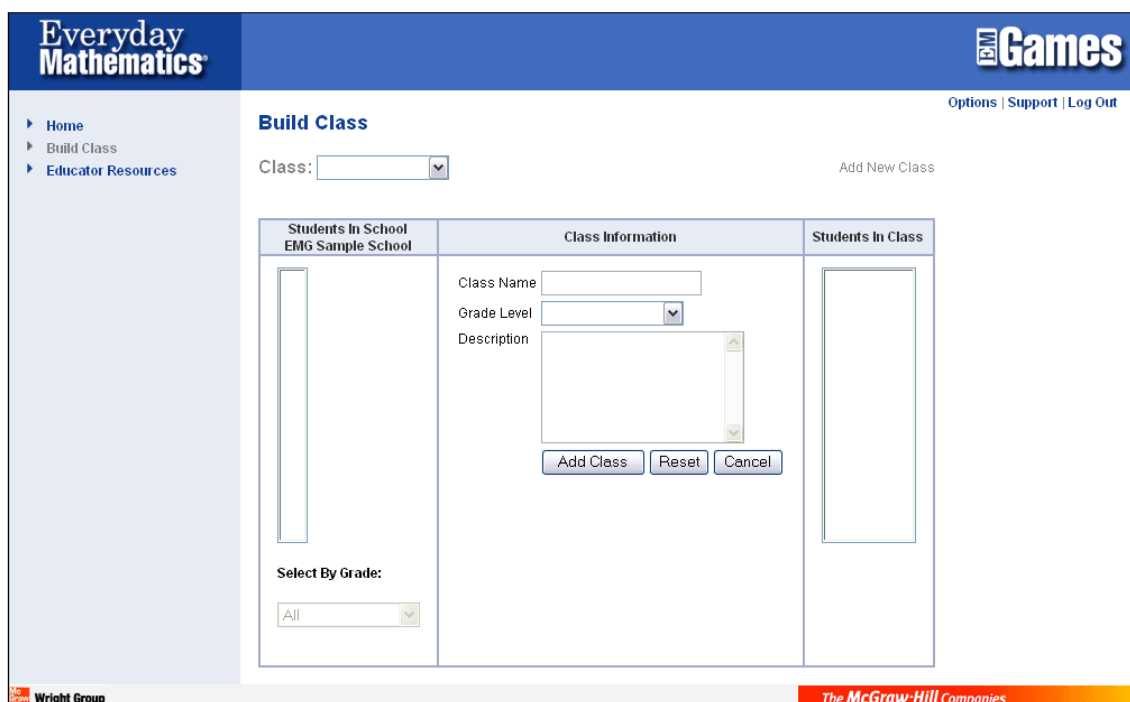 Everyday
Mathematics®
EM Games
Options | Support | Log Out
Home
Build Class
Educator Resources
Build Class
Class:
Add New Class
Students In School
EMG Sample School
Class Information
Students In Class
Class Name
Grade Level
Description
Add Class
Reset
Cancel
Select By Grade:
All
Mc
Graw
Wright Group
The McGraw·Hill Companies